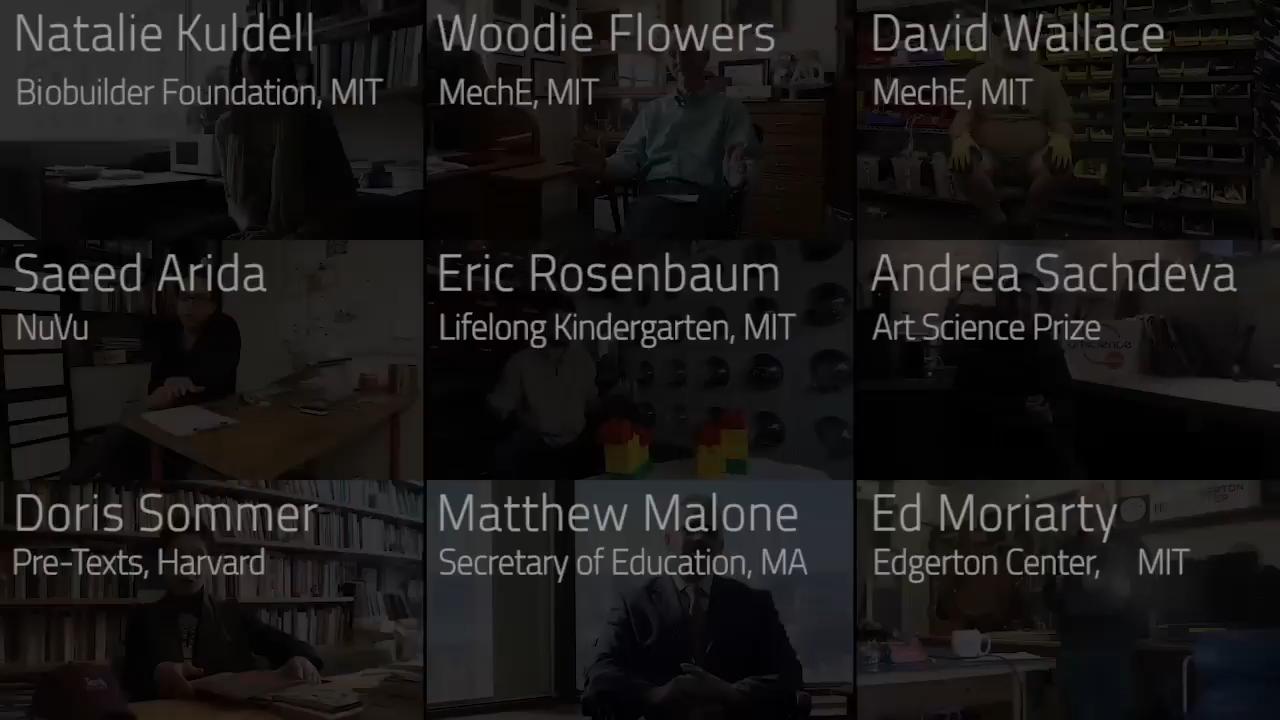 Natalie Kuldell
Biobuilder Foundation, MIT
Woodie Flowers
MechE, MIT
David Wallace
MechE, MIT
Saeed Arida
NuVu
Eric Rosenbaum
Lifelong Kindergarten, MIT
Andrea Sachdeva
Art Science Prize
Doris Sommer
Pre-Texts, Harvard
Matthew Malone
Secretary of Education, MA
Ed Moriarty
Edgerton Center, MIT